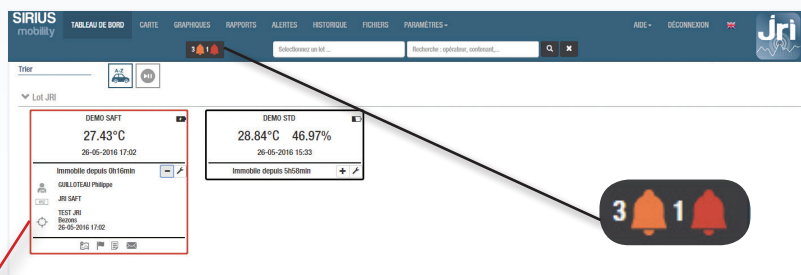 SIRIUS mobility
TABLEAU DE BORD CARTE GRAPHIQUES RAPPORTS ALERTES HISTORIQUE FICHIERS PARAMÈTRES AIDE DÉCONNEXION
jri
3 1 Selectionnez un lot ... Recherche : opérateur, contenant,...
Trier
A-Z
Lot JRI
DEMO SAFT
27.43°C
26-05-2016 17:02
Immobile depuis 0h16min
GUILLOTEAU Philippe
JRI SAFT
TEST JRI
Bezons
26-05-2016 17:02
DEMO STD
28.84°C 46.97%
26-05-2016 15:33
Immobile depuis 5h58min
3 1